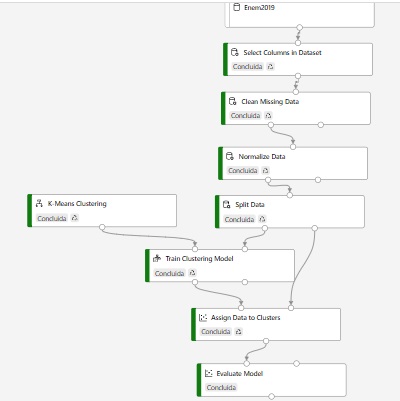 Enem2019
Select Columns in Dataset
Concluída
Clean Missing Data
Concluída
Normalize Data
Concluída
K-Means Clustering
Concluída
Split Data
Concluída
Train Clustering Model
Concluída
Assign Data to Clusters
Concluída
Evaluate Model
Concluída